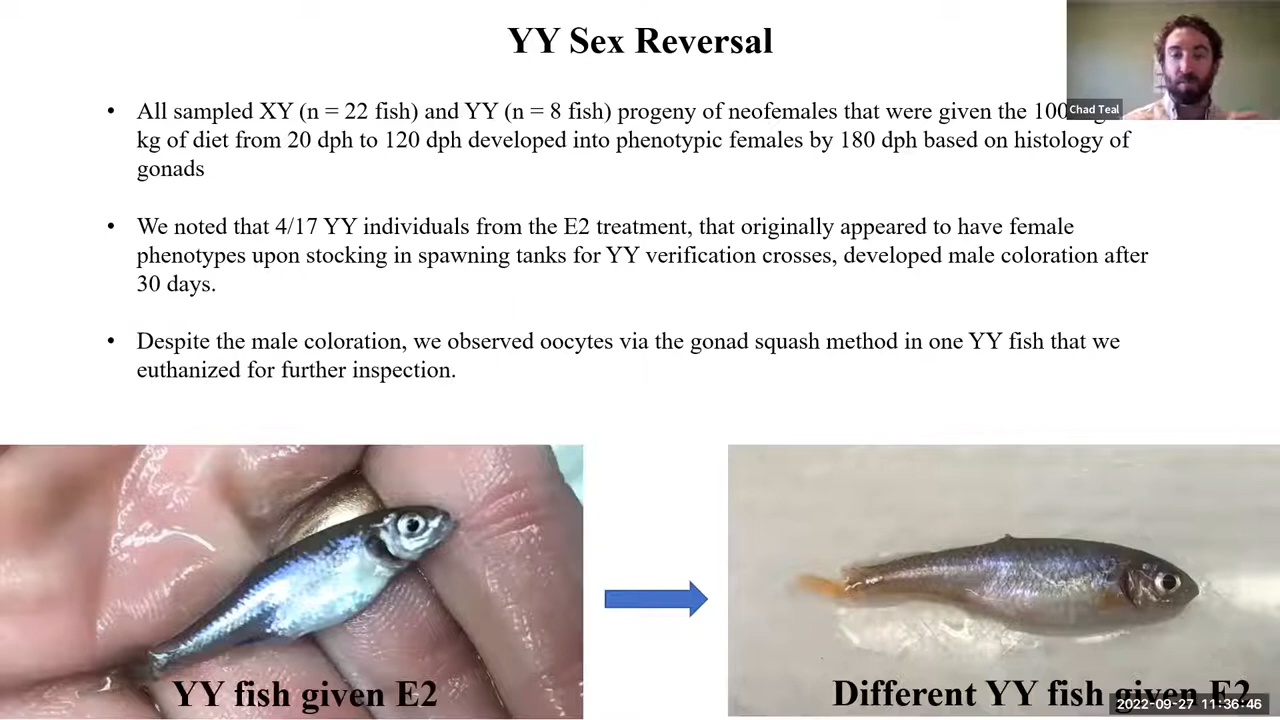 YY Sex Reversal
• All sampled XY (n = 22 fish) and YY (n = 8 fish) progeny of neofemales that were given the 100
kg of diet from 20 dph to 120 dph developed into phenotypic females by 180 dph based on histology of
gonads
• We noted that 4/17 YY individuals from the E2 treatment, that originally appeared to have female
phenotypes upon stocking in spawning tanks for YY verification crosses, developed male coloration after
30 days.
• Despite the male coloration, we observed oocytes via the gonad squash method in one YY fish that we
euthanized for further inspection.
Chad Teal
YY fish given E2
Different YY fish given E2
2022-09-27 11:36:46